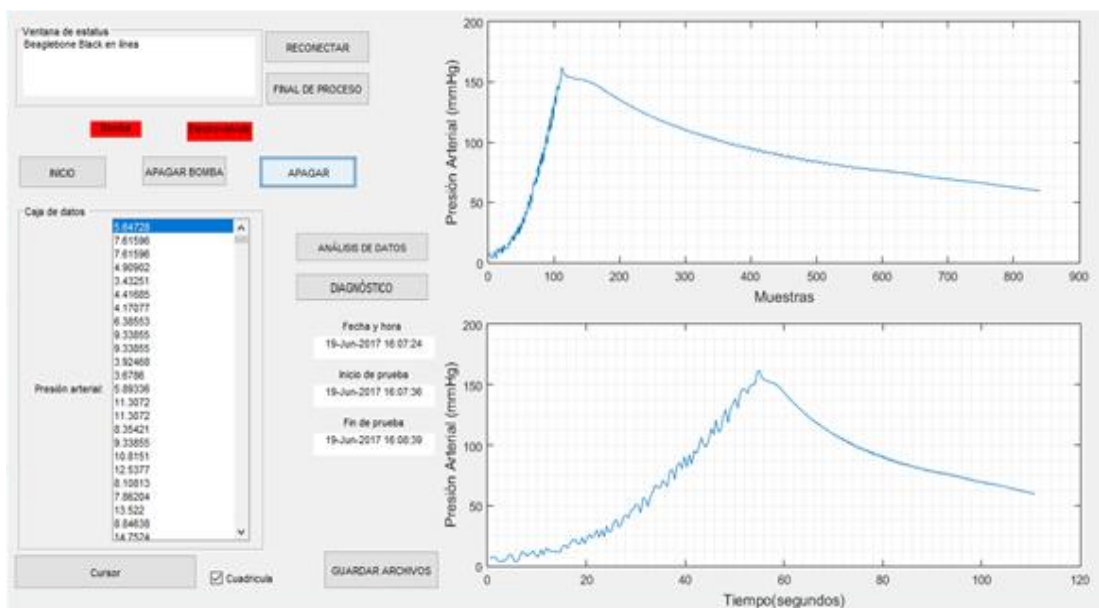 Ventana de estatus
Beaglebone Black en línea
RECONECTAR
FINAL DE PROCESO
Bomba
INICIO
APAGAR BOMBA
APAGAR
Caja de datos
5.64728
7.61596
7.61596
4.90902
3.43251
4.41685
4.17077
6.38553
9.33855
9.33855
3.92468
3.6786
5.89336
11.3072
11.3072
8.35421
9.33855
10.8151
12.5377
8.10813
7.86204
13.522
8.84638
14.7524
Presión arterial:
ANÁLISIS DE DATOS
DIAGNÓSTICO
Fecha y hora
19-Jun-2017 16:07:24
Inicio de prueba
19-Jun-2017 16:07:36
Fin de prueba
19-Jun-2017 16:08:39
Cursor
Cuadricula
GUARDAR ARCHIVOS
Presión Arterial (mmHg)
200
150
100
50
0
0 100 200 300 400 500 600 700 800 900
Muestras
Presión Arterial (mmHg)
200
150
100
50
0
0 20 40 60 80 100 120
Tiempo(segundos)